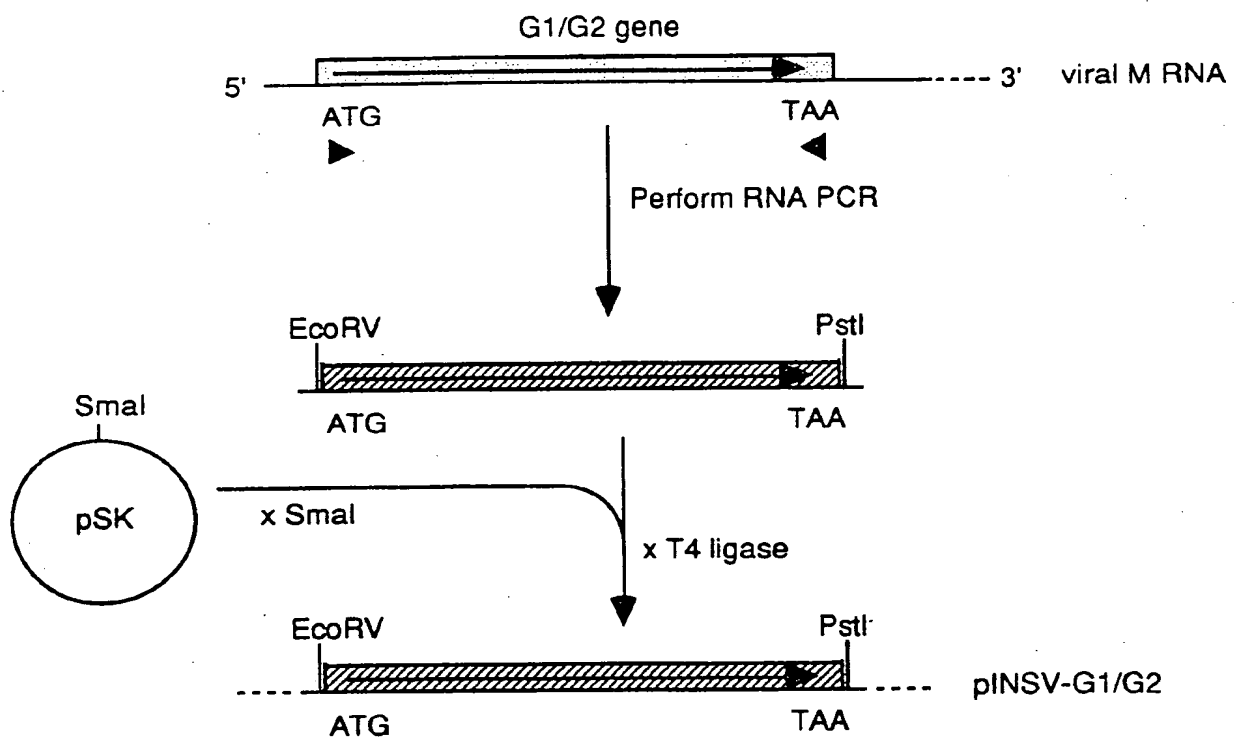 G1/G2 gene
5' 3' viral M RNA
ATG TAA
Perform RNA PCR
EcoRV PstI
ATG TAA
SmaI
pSK
x SmaI
x T4 ligase
EcoRV PstI
pINSV-G1/G2
ATG TAA